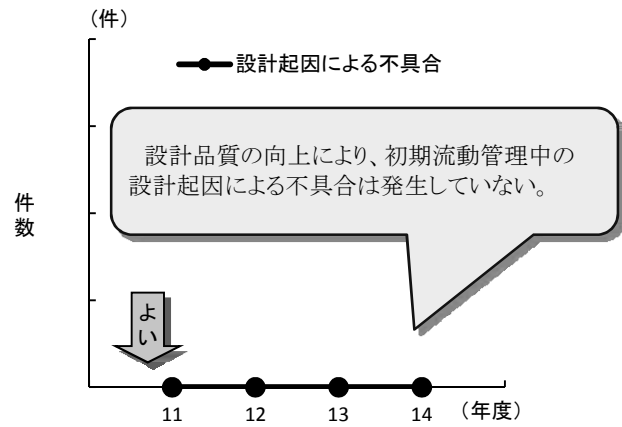 （件）
設計起因による不具合
設計品質の向上により、初期流動管理中の
設計起因による不具合は発生していない。
件数
よい
11 12 13 14 （年度）